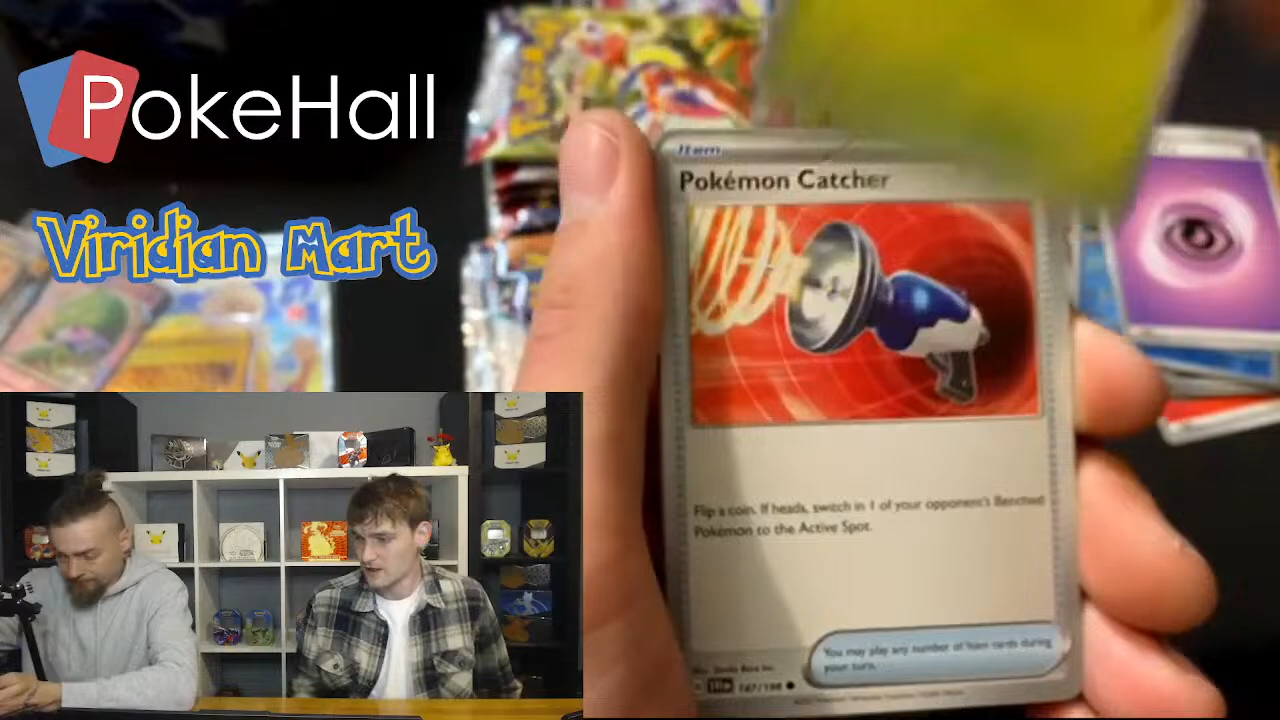 PokeHall
Viridian Mart
Item
Pokémon Catcher
Flip a coin. If heads, switch in 1 of your opponent's Benched
Pokémon to the Active Spot.
You may play any number of Item cards during
your turn.